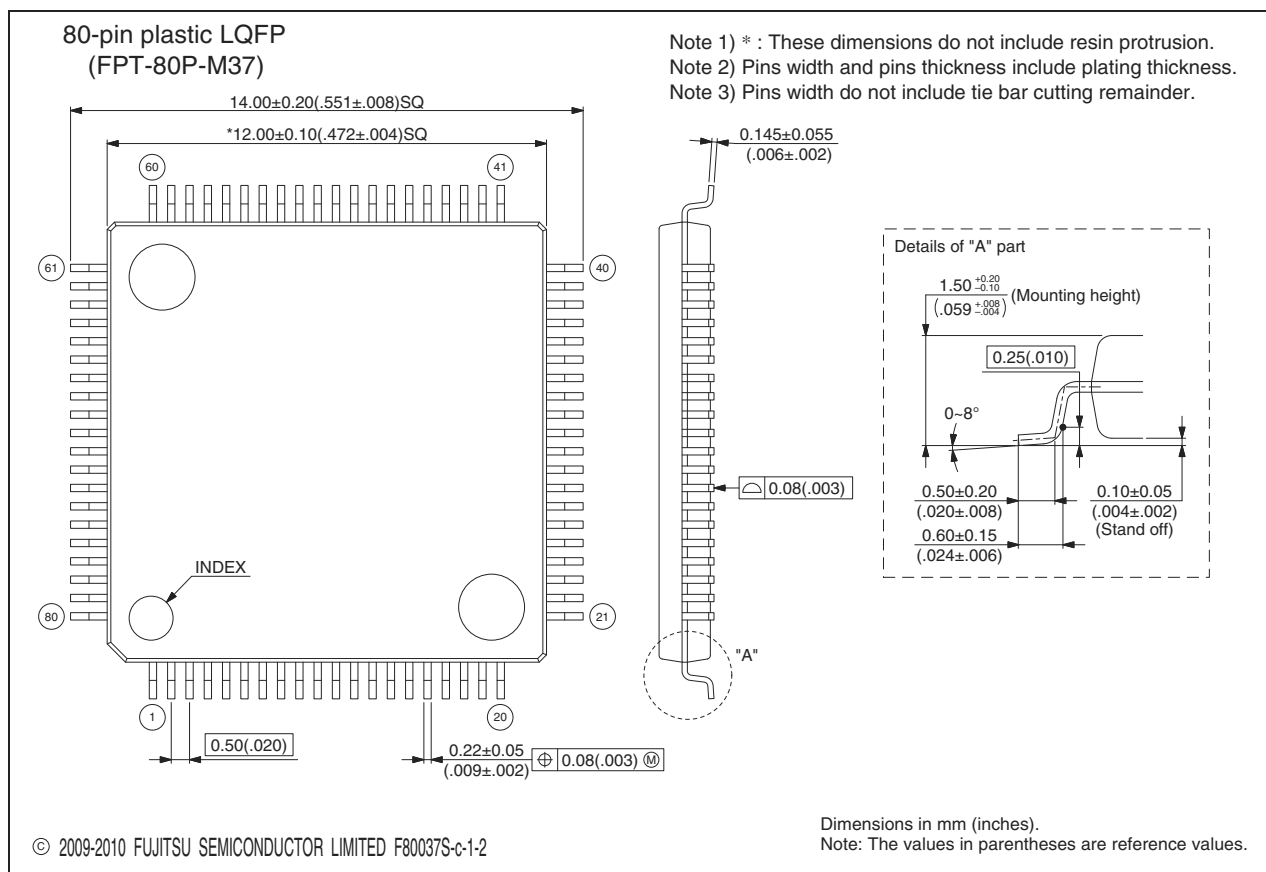 80-pin plastic LQFP
(FPT-80P-M37)
Note 1) * : These dimensions do not include resin protrusion.
Note 2) Pins width and pins thickness include plating thickness.
Note 3) Pins width do not include tie bar cutting remainder.
14.00±0.20(.551±.008)SQ
*12.00±0.10(.472±.004)SQ
60
41
61
40
INDEX
80
21
1
20
0.50(.020)
0.22±0.05
(.009±.002)
⌖ 0.08(.003) Ⓜ
0.145±0.055
(.006±.002)
⌓ 0.08(.003)
"A"
Details of "A" part
1.50 +0.20 −0.10
(.059 +.008 −.004)
(Mounting height)
0.25(.010)
0~8°
0.50±0.20
(.020±.008)
0.60±0.15
(.024±.006)
0.10±0.05
(.004±.002)
(Stand off)
© 2009-2010 FUJITSU SEMICONDUCTOR LIMITED F80037S-c-1-2
Dimensions in mm (inches).
Note: The values in parentheses are reference values.